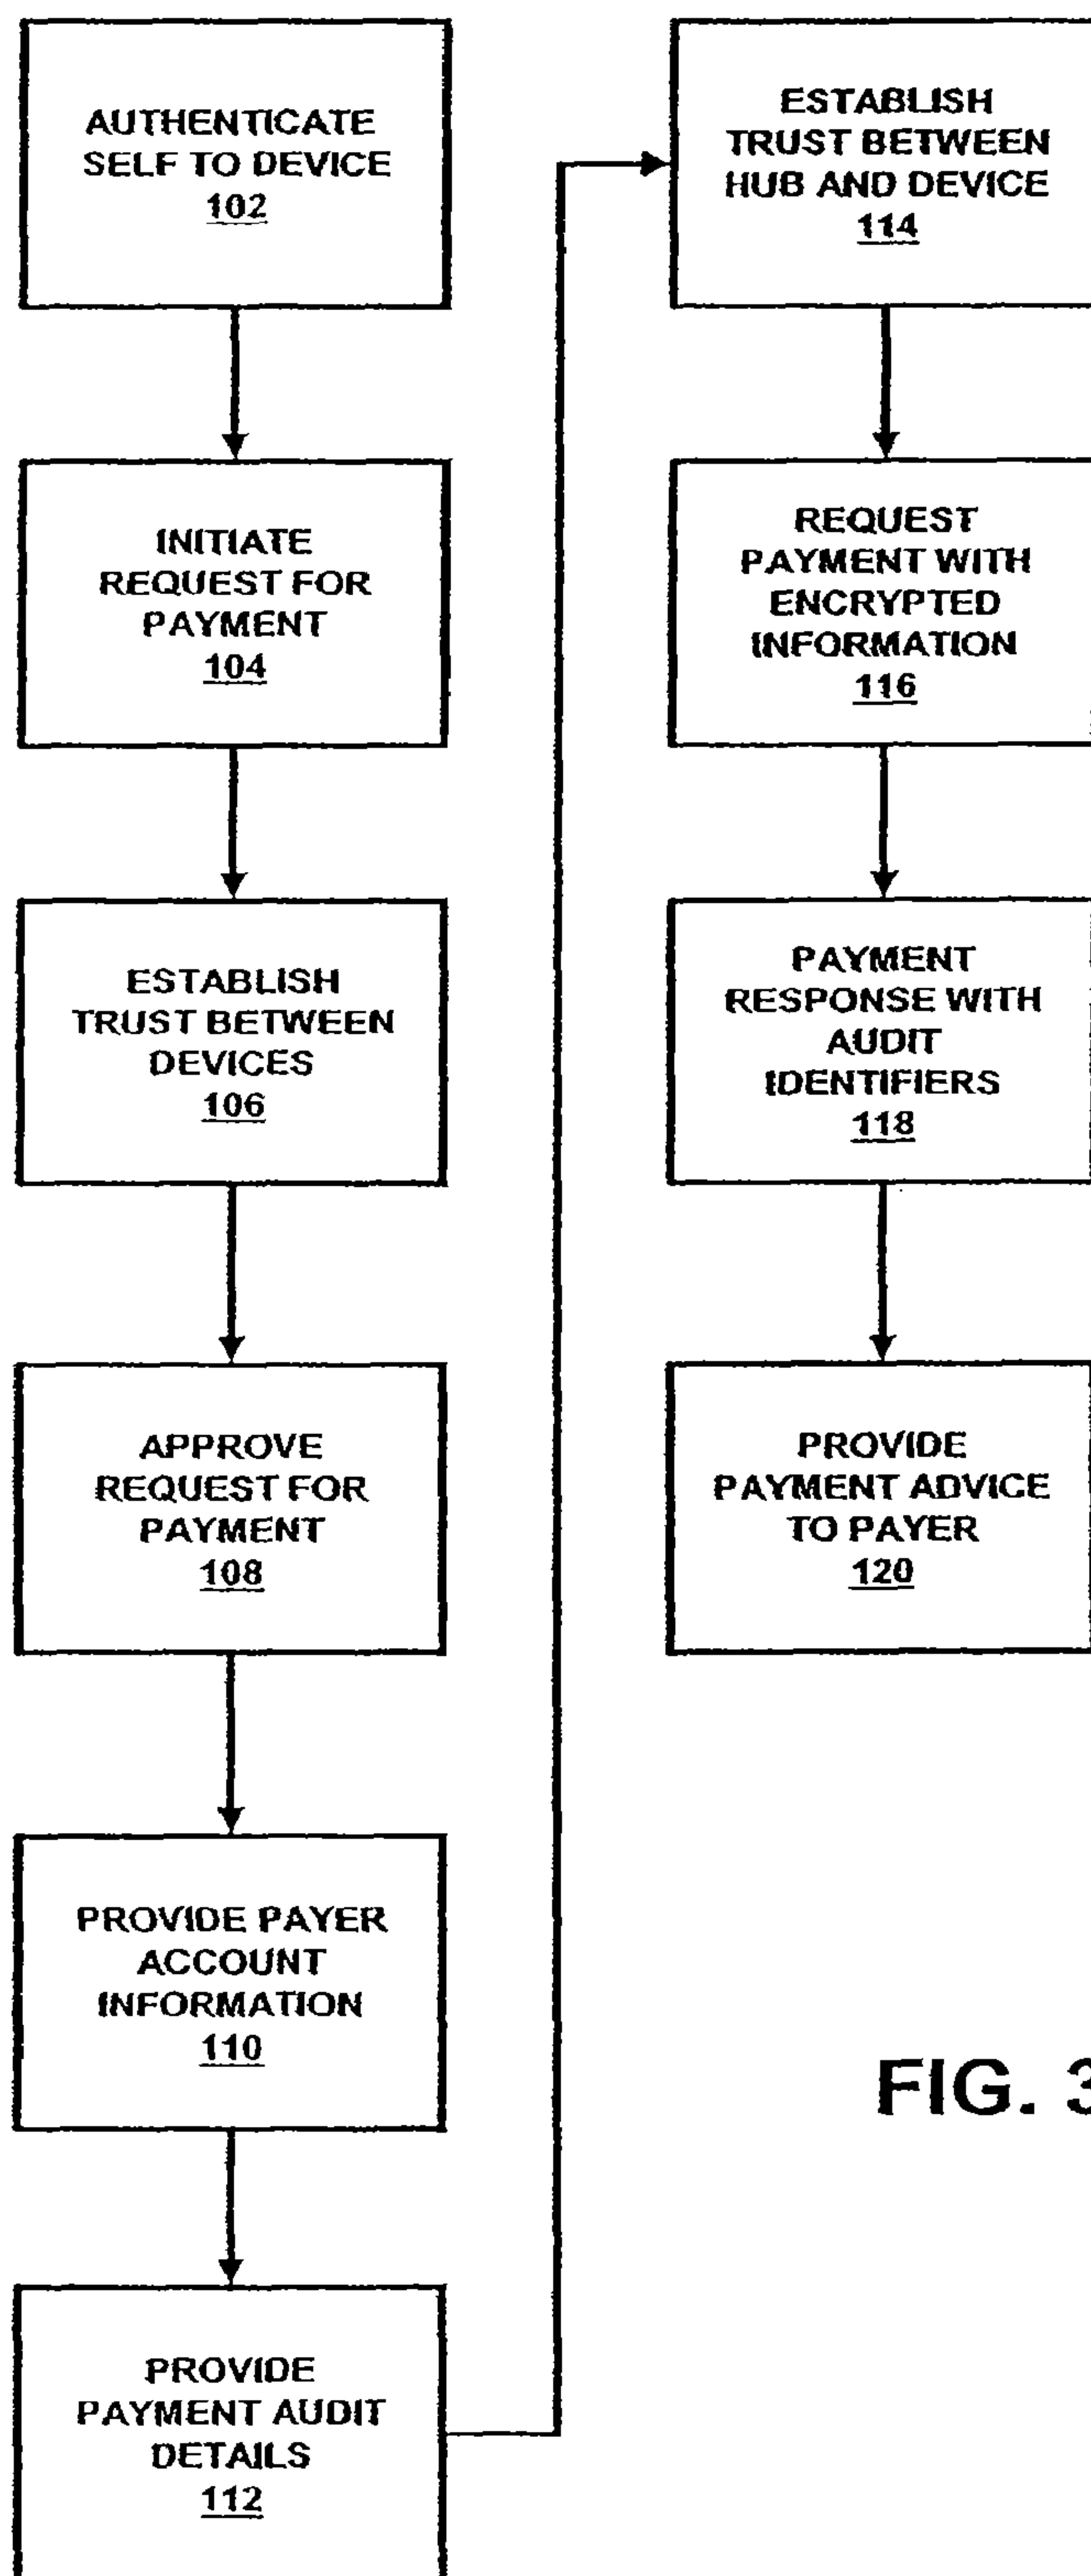 AUTHENTICATE
SELF TO DEVICE
102
INITIATE
REQUEST FOR
PAYMENT
104
ESTABLISH
TRUST BETWEEN
DEVICES
106
APPROVE
REQUEST FOR
PAYMENT
108
PROVIDE PAYER
ACCOUNT
INFORMATION
110
PROVIDE
PAYMENT AUDIT
DETAILS
112
ESTABLISH
TRUST BETWEEN
HUB AND DEVICE
114
REQUEST
PAYMENT WITH
ENCRYPTED
INFORMATION
116
PAYMENT
RESPONSE WITH
AUDIT
IDENTIFIERS
118
PROVIDE
PAYMENT ADVICE
TO PAYER
120
FIG. 3